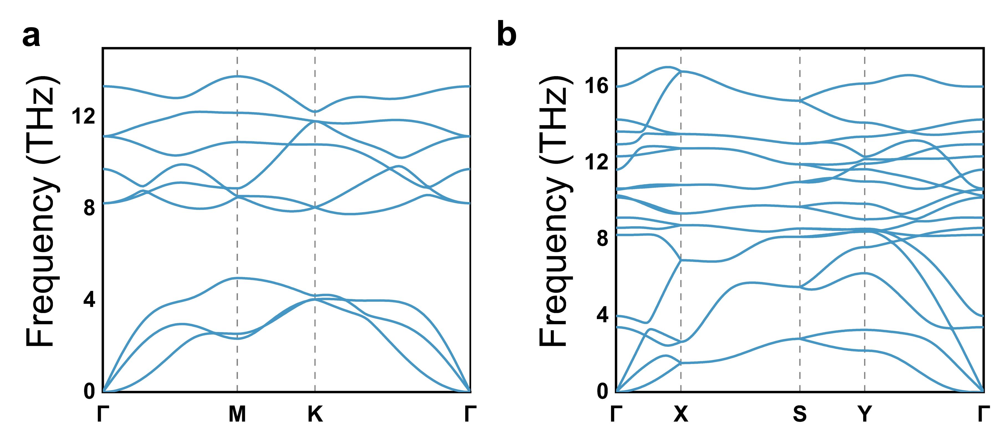 a
Frequency (THz)
12
8
4
0
Γ M K Γ
b
Frequency (THz)
16
12
8
4
0
Γ X S Y Γ